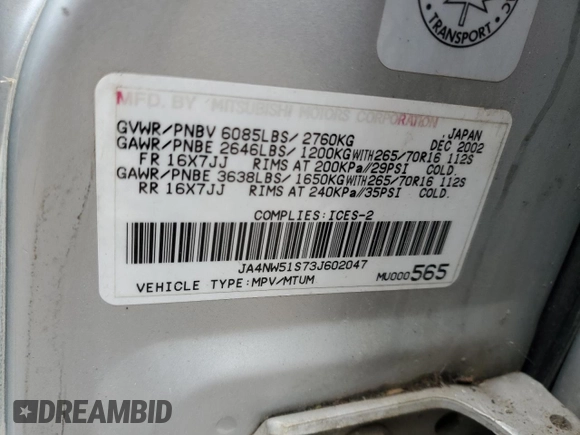 C
TRANSPORT
MFD. BY MITSUBISHI MOTORS CORPORATION
JAPAN
GVWR/PNBV 6085LBS/ 2760KG DEC 2002
GAWR/PNBE 2646LBS/ 1200KG WITH 265/70R16 112S
FR 16X7JJ RIMS AT 200KPa//29PSI COLD.
GAWR/PNBE 3638LBS/ 1650KG WITH 265/70R16 112S
RR 16X7JJ RIMS AT 240KPa//35PSI COLD.
COMPLIES:ICES-2
JA4NW51S73J602047
VEHICLE TYPE:MPV/MTUM MU000565
DREAMBID